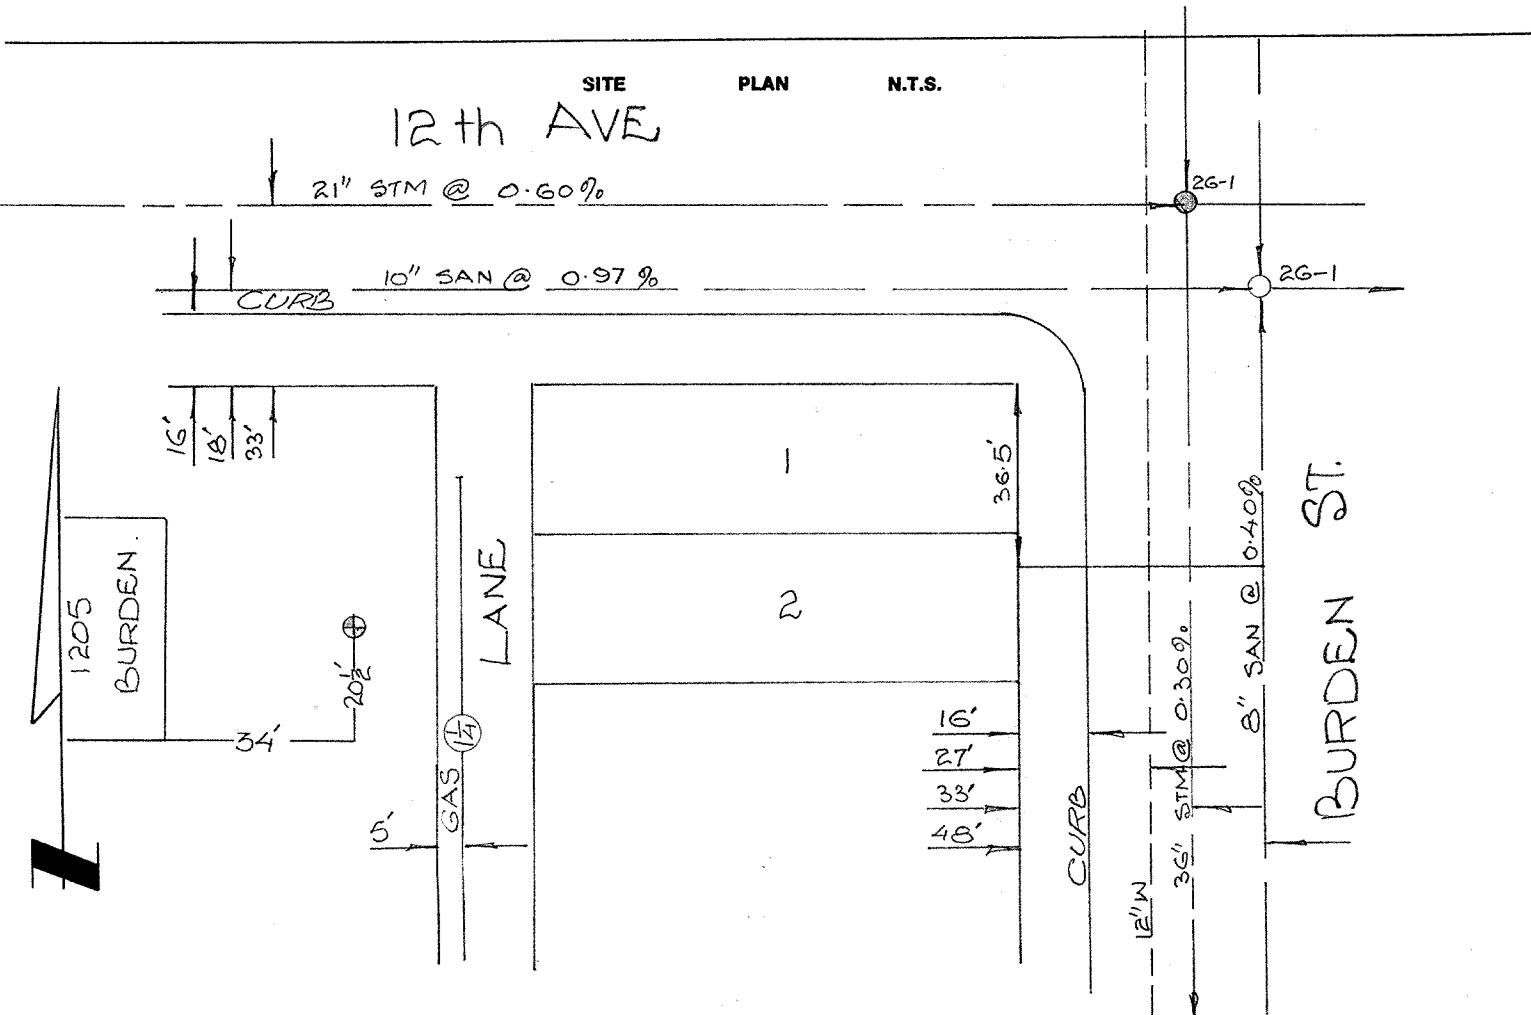 SITE PLAN N.T.S.
12th AVE
21" STM @ 0.60%
26-1
10" SAN @ 0.97%
26-1
CURB
16'
18'
33'
36.5'
1
2
LANE
1205
BURDEN.
20½'
34'
1¼
GAS
5'
16'
27'
33'
48'
CURB
12" W
36" STM @ 0.30%
8" SAN @ 0.40%
BURDEN ST.